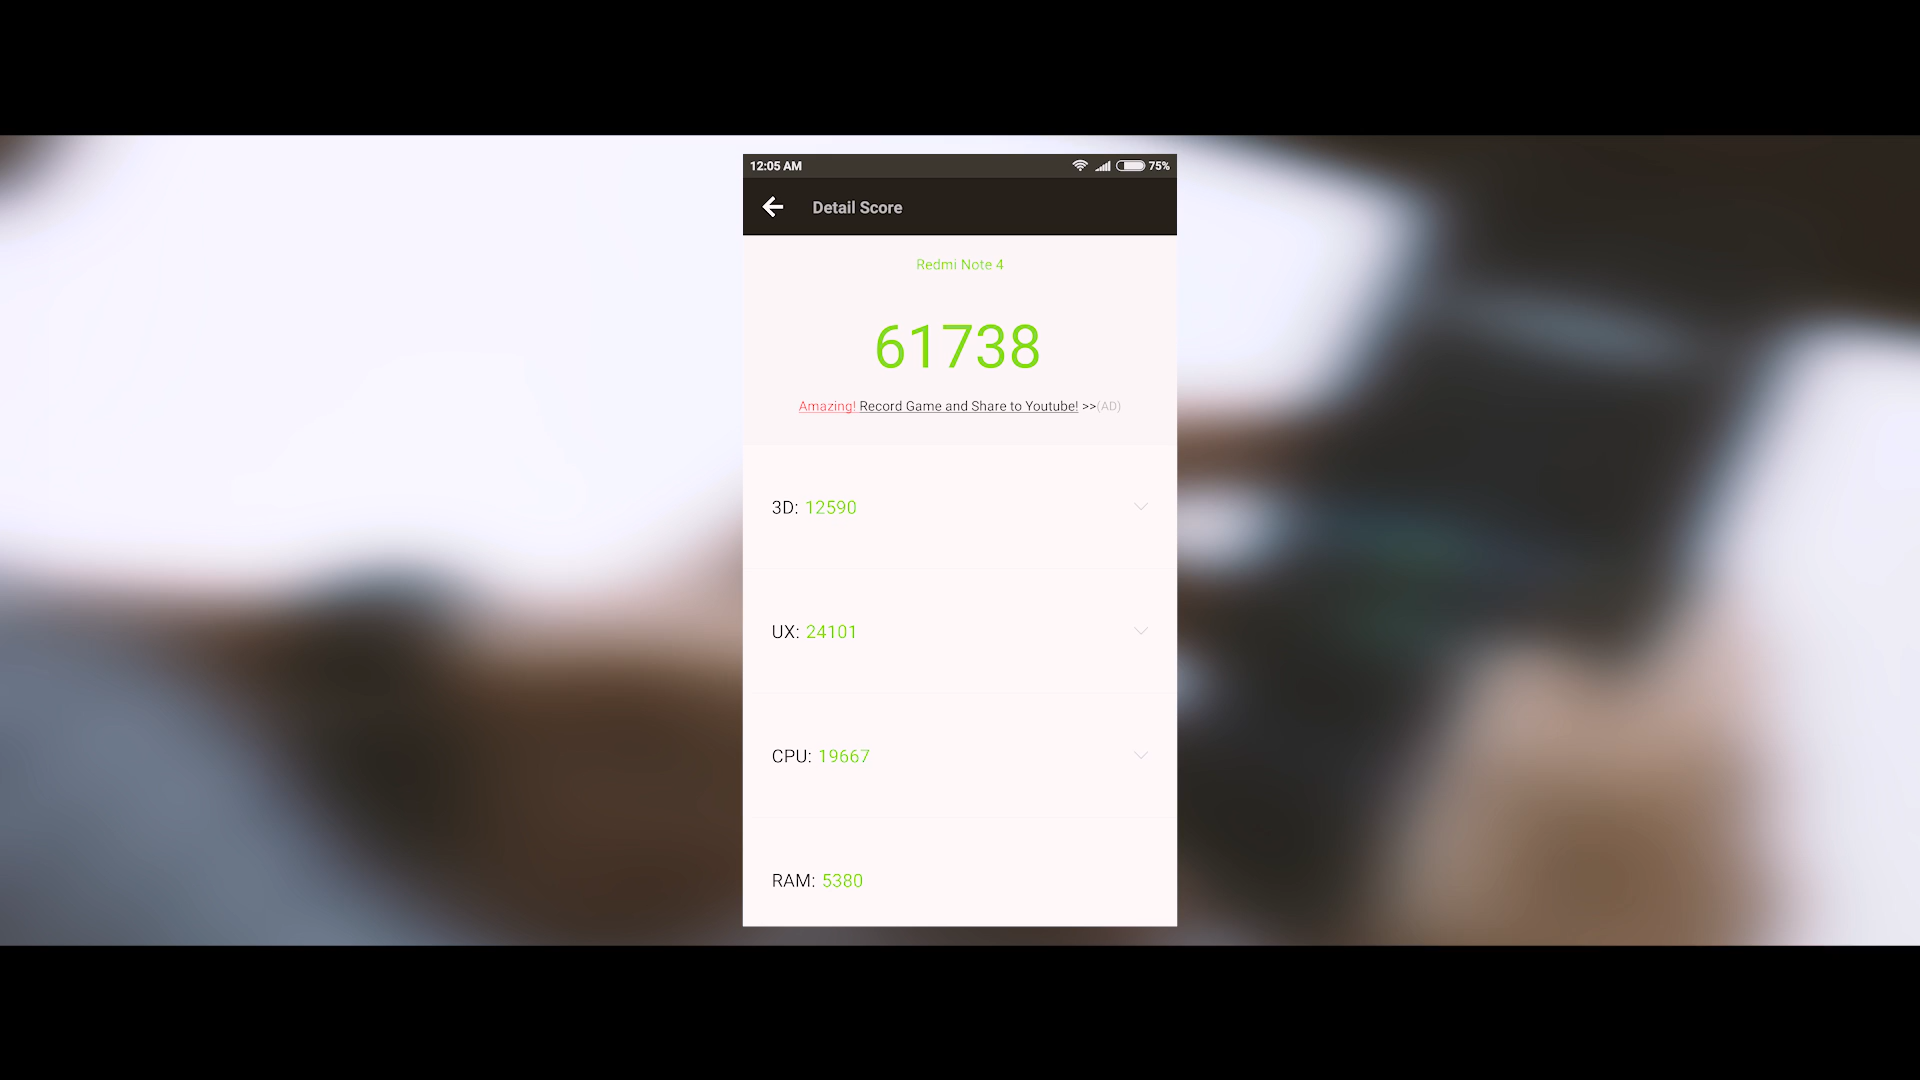 12:05 AM 75%
Detail Score
Redmi Note 4
61738
Amazing! Record Game and Share to Youtube! >>(AD)
3D: 12590
UX: 24101
CPU: 19667
RAM: 5380